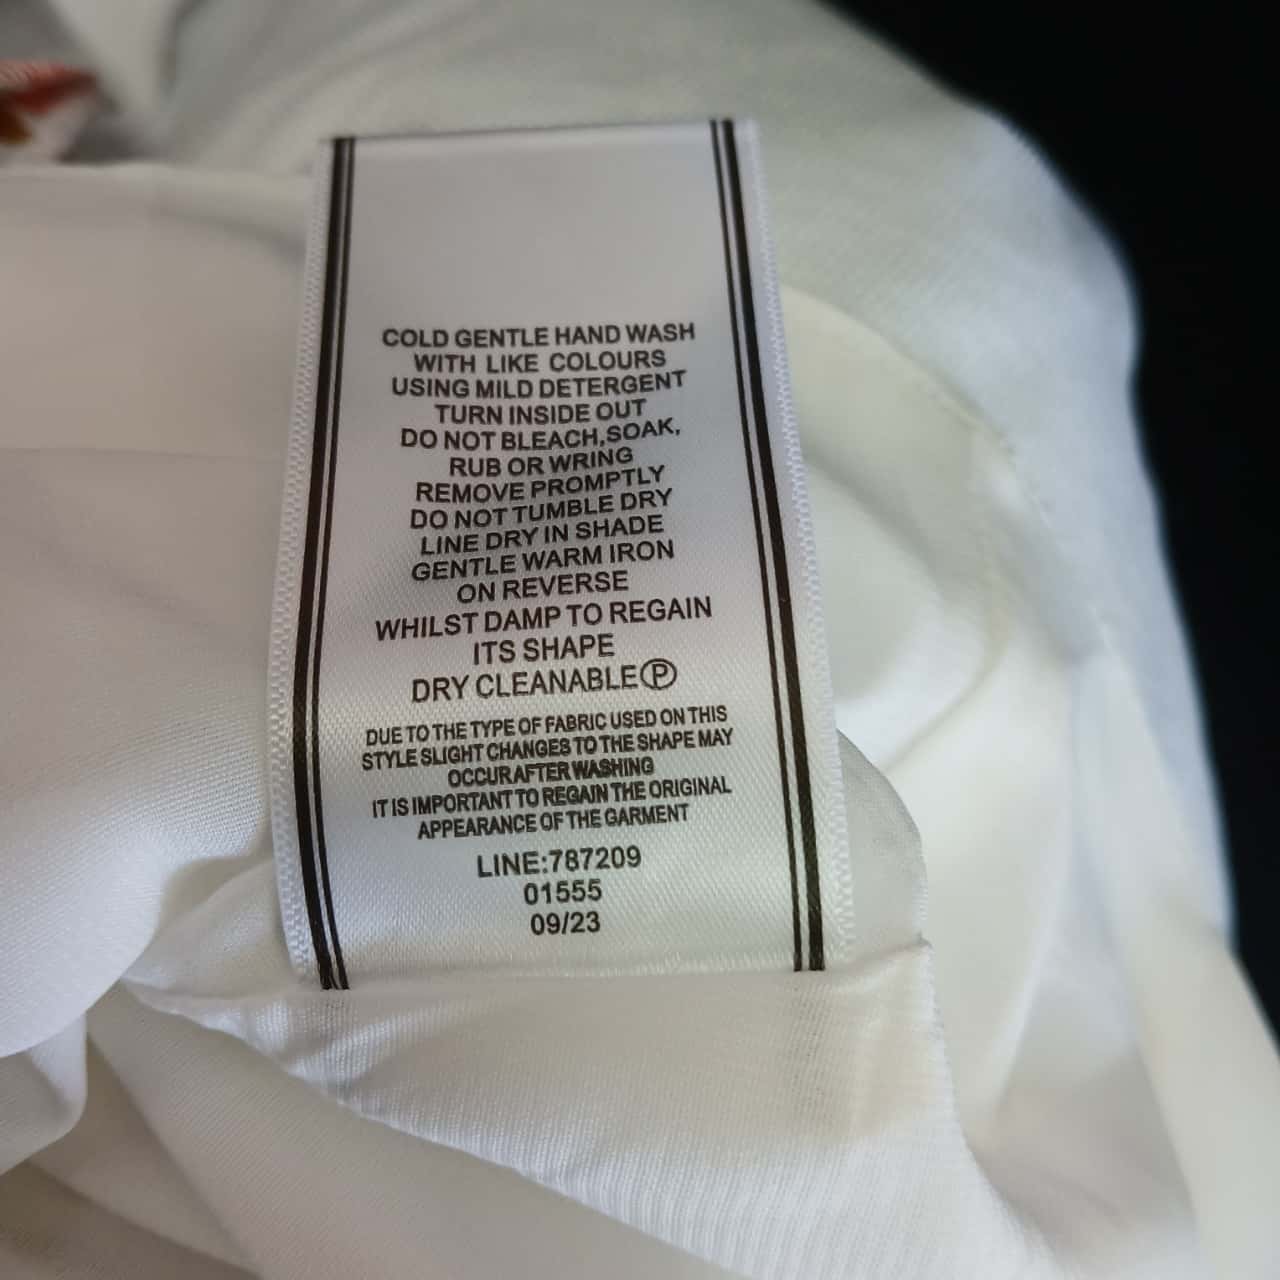 COLD GENTLE HAND WASH
WITH LIKE COLOURS
USING MILD DETERGENT
TURN INSIDE OUT
DO NOT BLEACH,SOAK,
RUB OR WRING
REMOVE PROMPTLY
DO NOT TUMBLE DRY
LINE DRY IN SHADE
GENTLE WARM IRON
ON REVERSE
WHILST DAMP TO REGAIN
ITS SHAPE
DRY CLEANABLE Ⓟ
DUE TO THE TYPE OF FABRIC USED ON THIS
STYLE SLIGHT CHANGES TO THE SHAPE MAY
OCCUR AFTER WASHING
IT IS IMPORTANT TO REGAIN THE ORIGINAL
APPEARANCE OF THE GARMENT
LINE:787209
01555
09/23